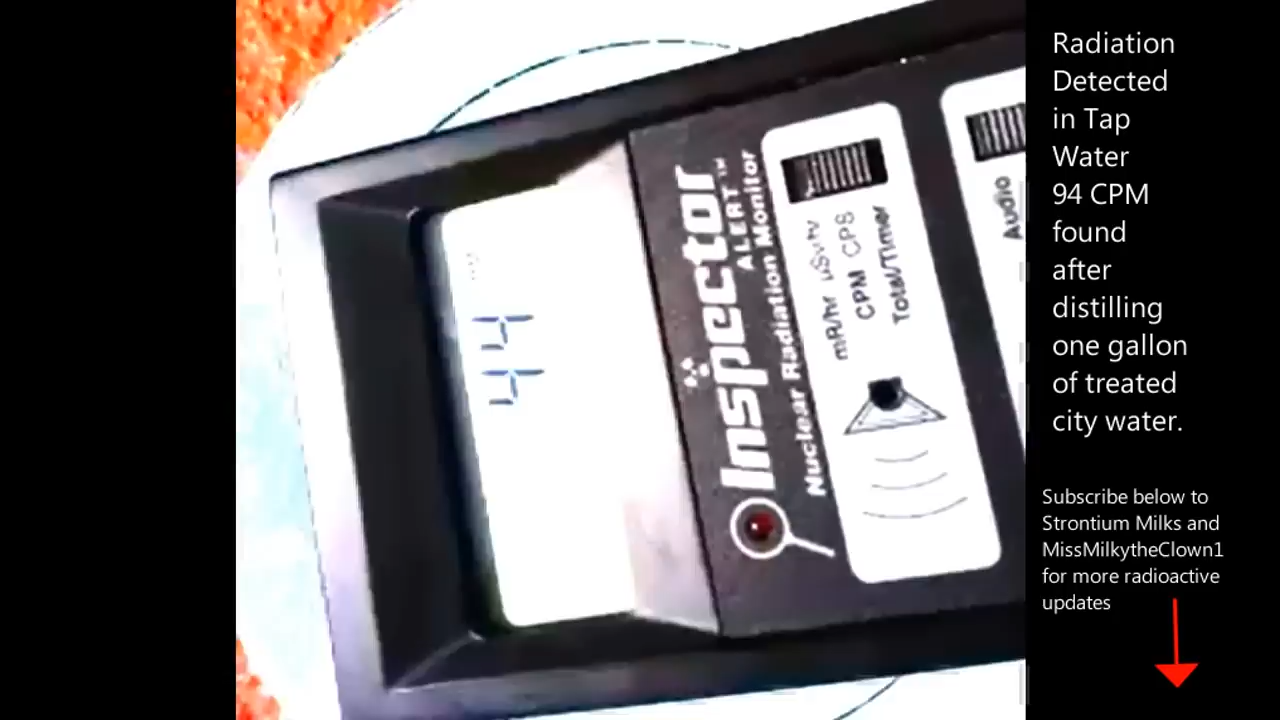 Radiation
Detected
in Tap
Water
94 CPM
found
after
distilling
one gallon
of treated
city water.
Subscribe below to
Strontium Milks and
MissMilkytheClown1
for more radioactive
updates
44
Inspector
ALERT™
Nuclear Radiation Monitor
mR/hr µSv/hr
CPM CPS
Total/Timer
Audio